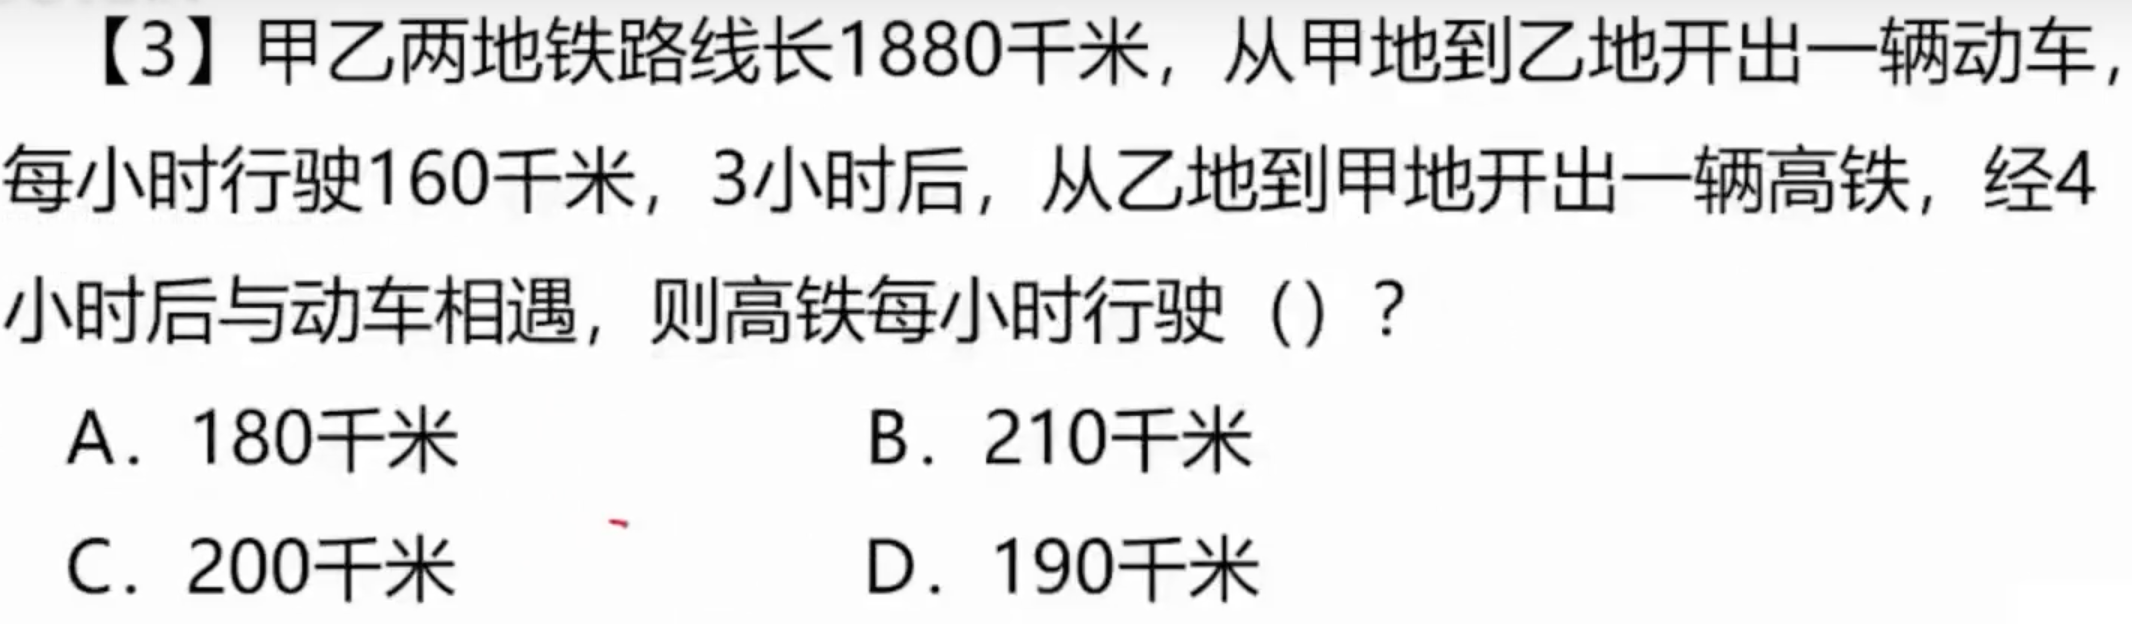 【3】甲乙两地铁路线长1880千米，从甲地到乙地开出一辆动车，
每小时行驶160千米，3小时后，从乙地到甲地开出一辆高铁，经4
小时后与动车相遇，则高铁每小时行驶（）？
A．180千米 B．210千米
C．200千米 D．190千米